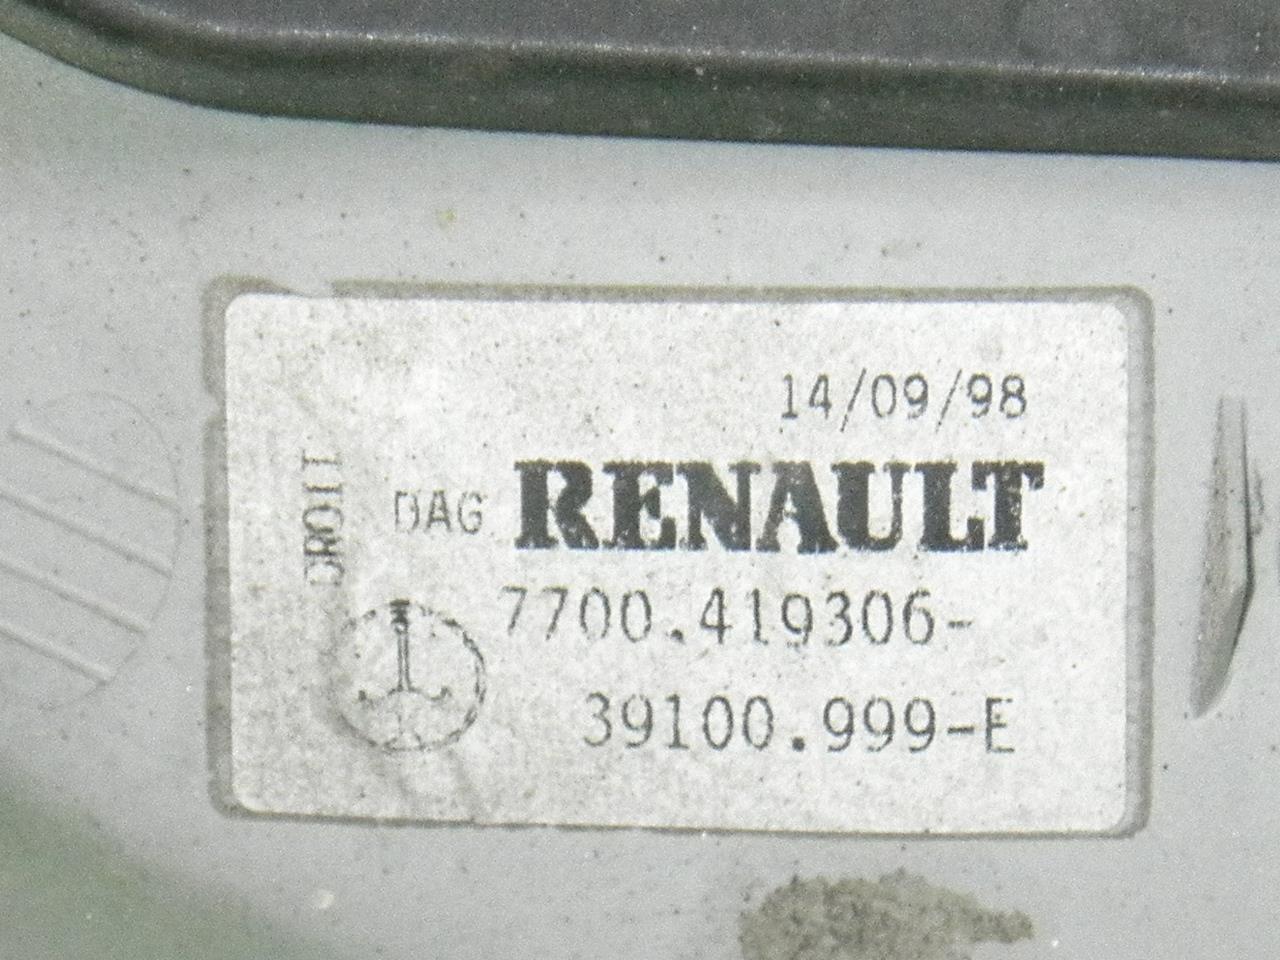 14/09/98
DROIT
DAG RENAULT
7700.419306-
39100.999-E